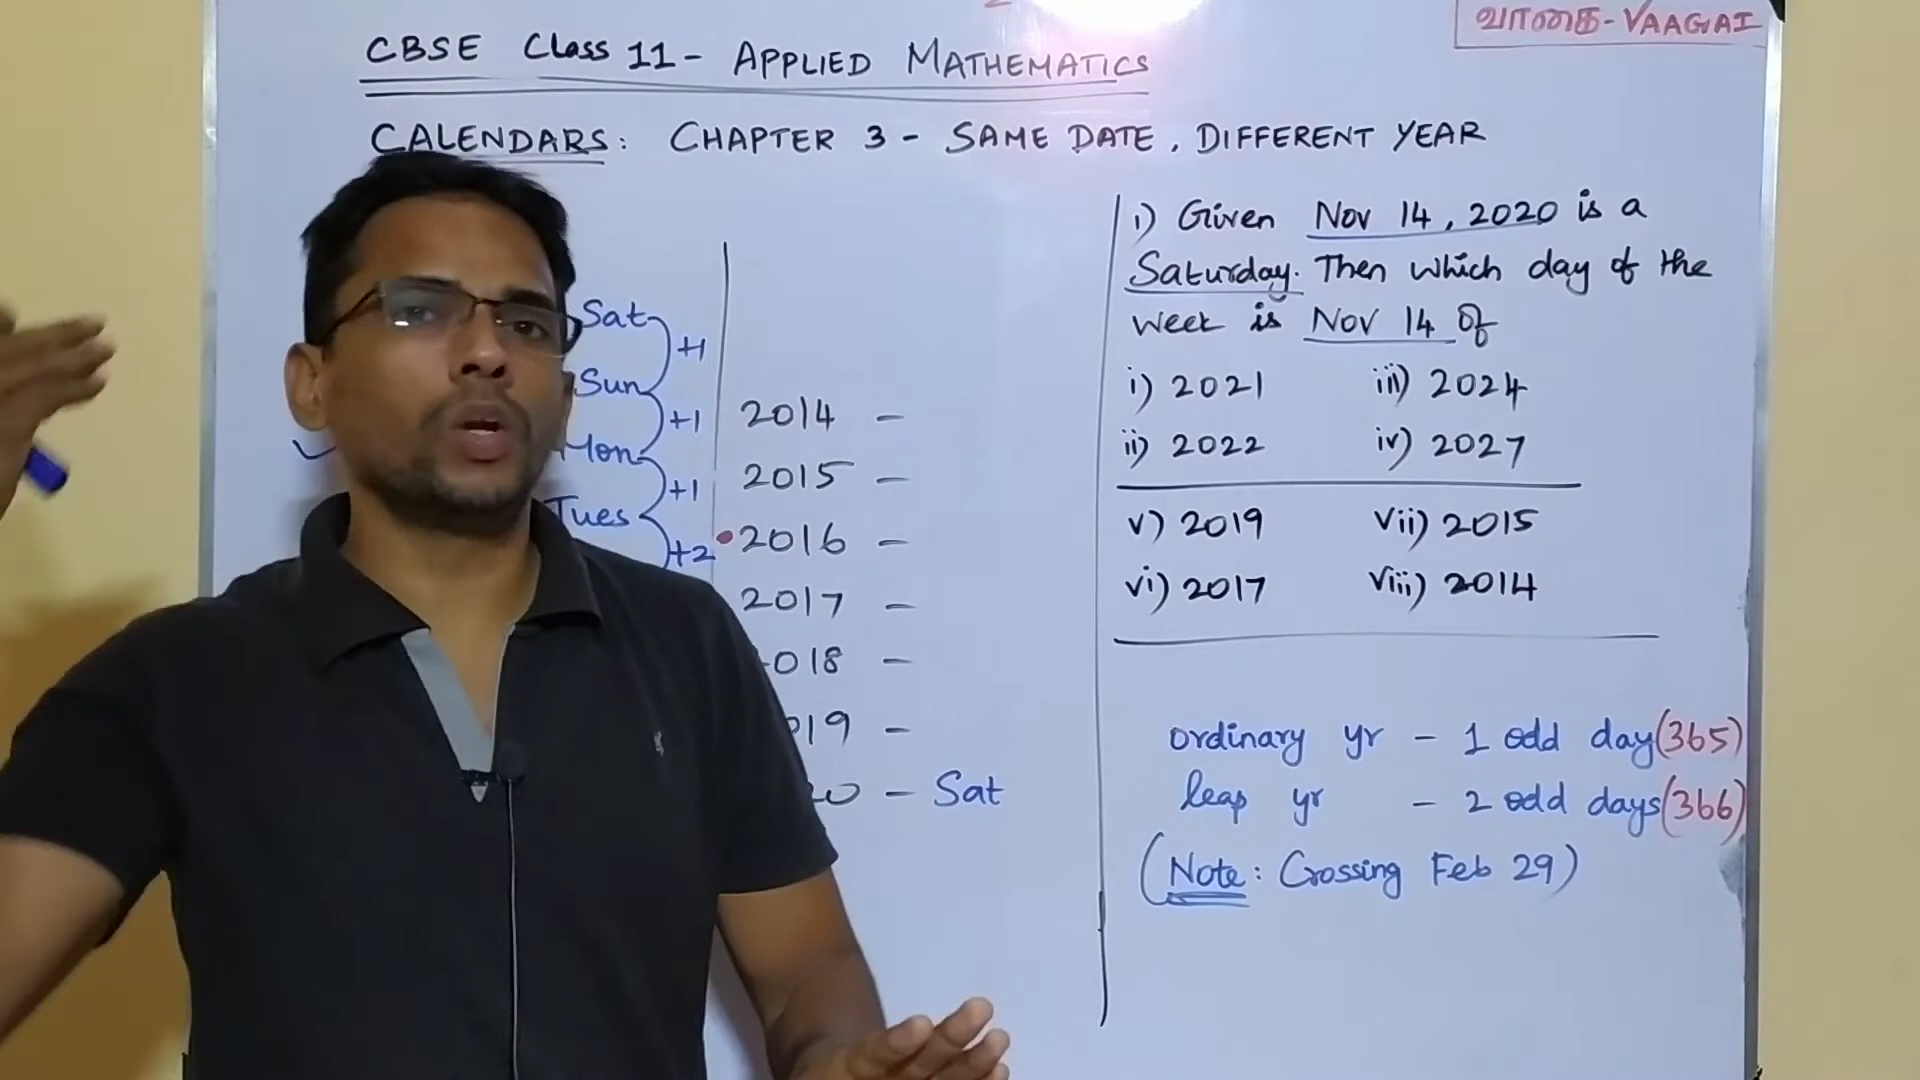 வாகை - VAAGAI
CBSE Class 11 - APPLIED MATHEMATICS
CALENDARS: CHAPTER 3 - SAME DATE, DIFFERENT YEAR
Sat
+1
Sun
+1
Mon
+1
Tues
+2
2014 -
2015 -
2016 -
2017 -
018 -
19 -
20 - Sat
1) Given Nov 14, 2020 is a
Saturday. Then which day of the
week is Nov 14 of
i) 2021 iii) 2024
ii) 2022 iv) 2027
v) 2019 vii) 2015
vi) 2017 viii) 2014
ordinary yr - 1 odd day (365)
leap yr - 2 odd days (366)
(Note: Crossing Feb 29)